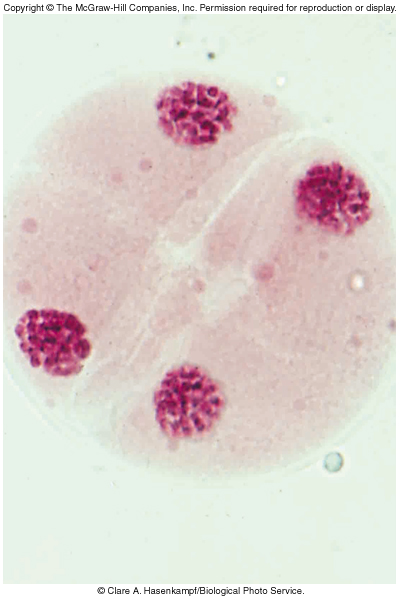 Copyright © The McGraw-Hill Companies, Inc. Permission required for reproduction or display.
© Clare A. Hasenkampf/Biological Photo Service.